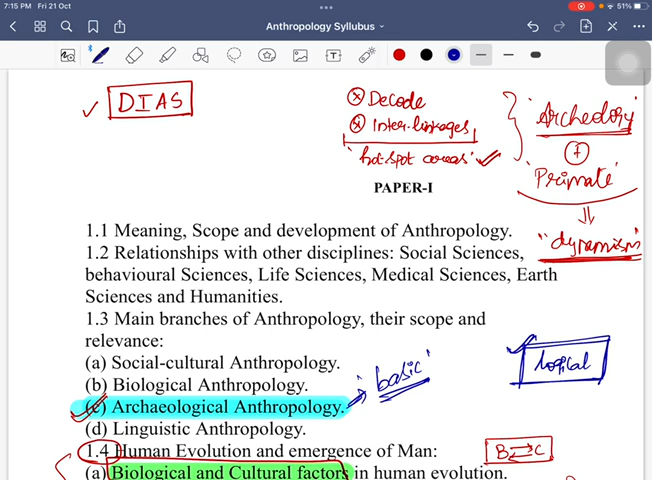 7:15 PM Fri 21 Oct
51%
Anthropology Syllabus
DIAS
Decode
Inter-linkages
"hot-spot areas"
'Archeology'
+
'Primate'
"dynamism"
PAPER-I
1.1 Meaning, Scope and development of Anthropology.
1.2 Relationships with other disciplines: Social Sciences,
behavioural Sciences, Life Sciences, Medical Sciences, Earth
Sciences and Humanities.
1.3 Main branches of Anthropology, their scope and
relevance:
(a) Social-cultural Anthropology.
(b) Biological Anthropology.
"basic"
logical
(c) Archaeological Anthropology.
(d) Linguistic Anthropology.
1.4 Human Evolution and emergence of Man:
B ⇄ C
(a) Biological and Cultural factors in human evolution.